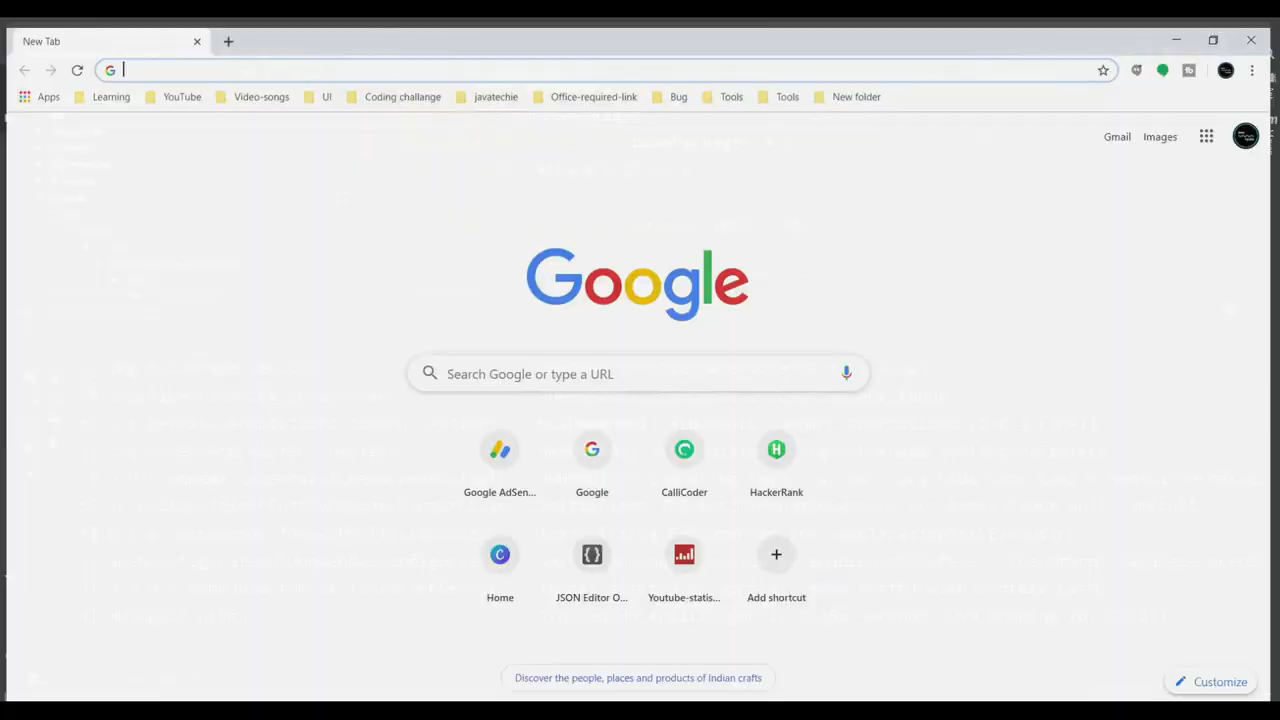 New Tab
Apps Learning YouTube Video-songs UI Coding challange javatechie Office-required-link Bug Tools Tools New folder
Gmail Images
Google
Search Google or type a URL
Google AdSen... Google CalliCoder HackerRank
Home JSON Editor O... Youtube-statis... Add shortcut
Discover the people, places and products of Indian crafts
Customize